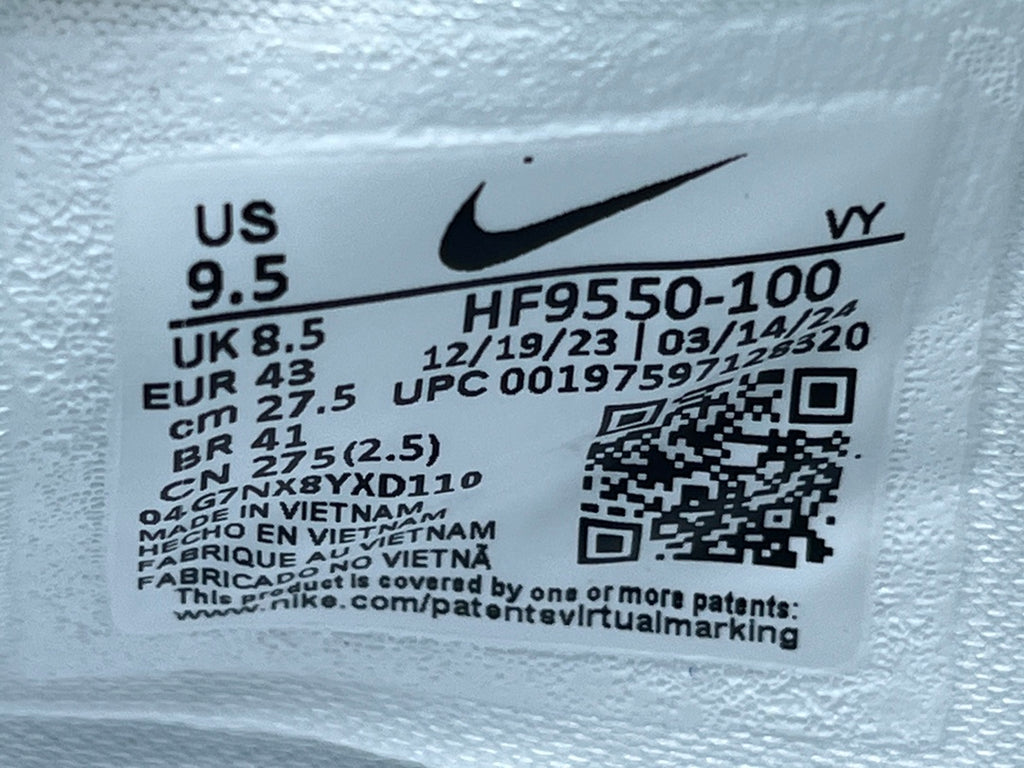 US
9.5
VY
UK 8.5
HF9550-100
EUR 43
12/19/23 | 03/14/24
cm 27.5
UPC 00197597128320
BR 41
CN 275(2.5)
04G7NX8YXD110
MADE IN VIETNAM
HECHO EN VIETNAM
FABRIQUE AU VIETNAM
FABRICADO NO VIETNÃ
This product is covered by one or more patents:
www.nike.com/patentsvirtualmarking